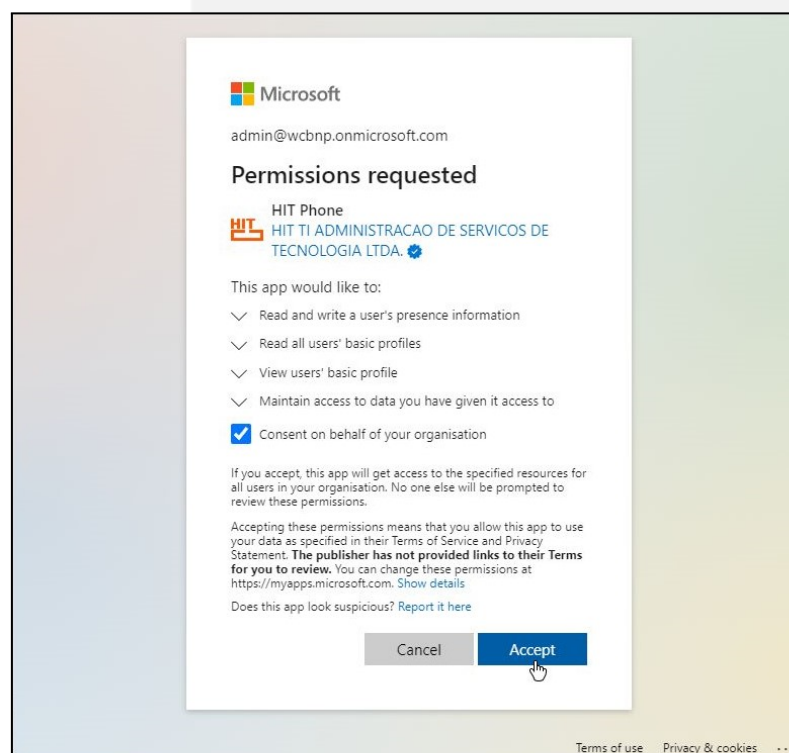 Microsoft
admin@wcbnp.onmicrosoft.com
Permissions requested
HIT
HIT Phone
HIT TI ADMINISTRACAO DE SERVICOS DE
TECNOLOGIA LTDA.
This app would like to:
Read and write a user's presence information
Read all users' basic profiles
View users' basic profile
Maintain access to data you have given it access to
Consent on behalf of your organisation
If you accept, this app will get access to the specified resources for
all users in your organisation. No one else will be prompted to
review these permissions.
Accepting these permissions means that you allow this app to use
your data as specified in their Terms of Service and Privacy
Statement. The publisher has not provided links to their Terms
for you to review. You can change these permissions at
https://myapps.microsoft.com. Show details
Does this app look suspicious? Report it here
Cancel Accept
Terms of use Privacy & cookies